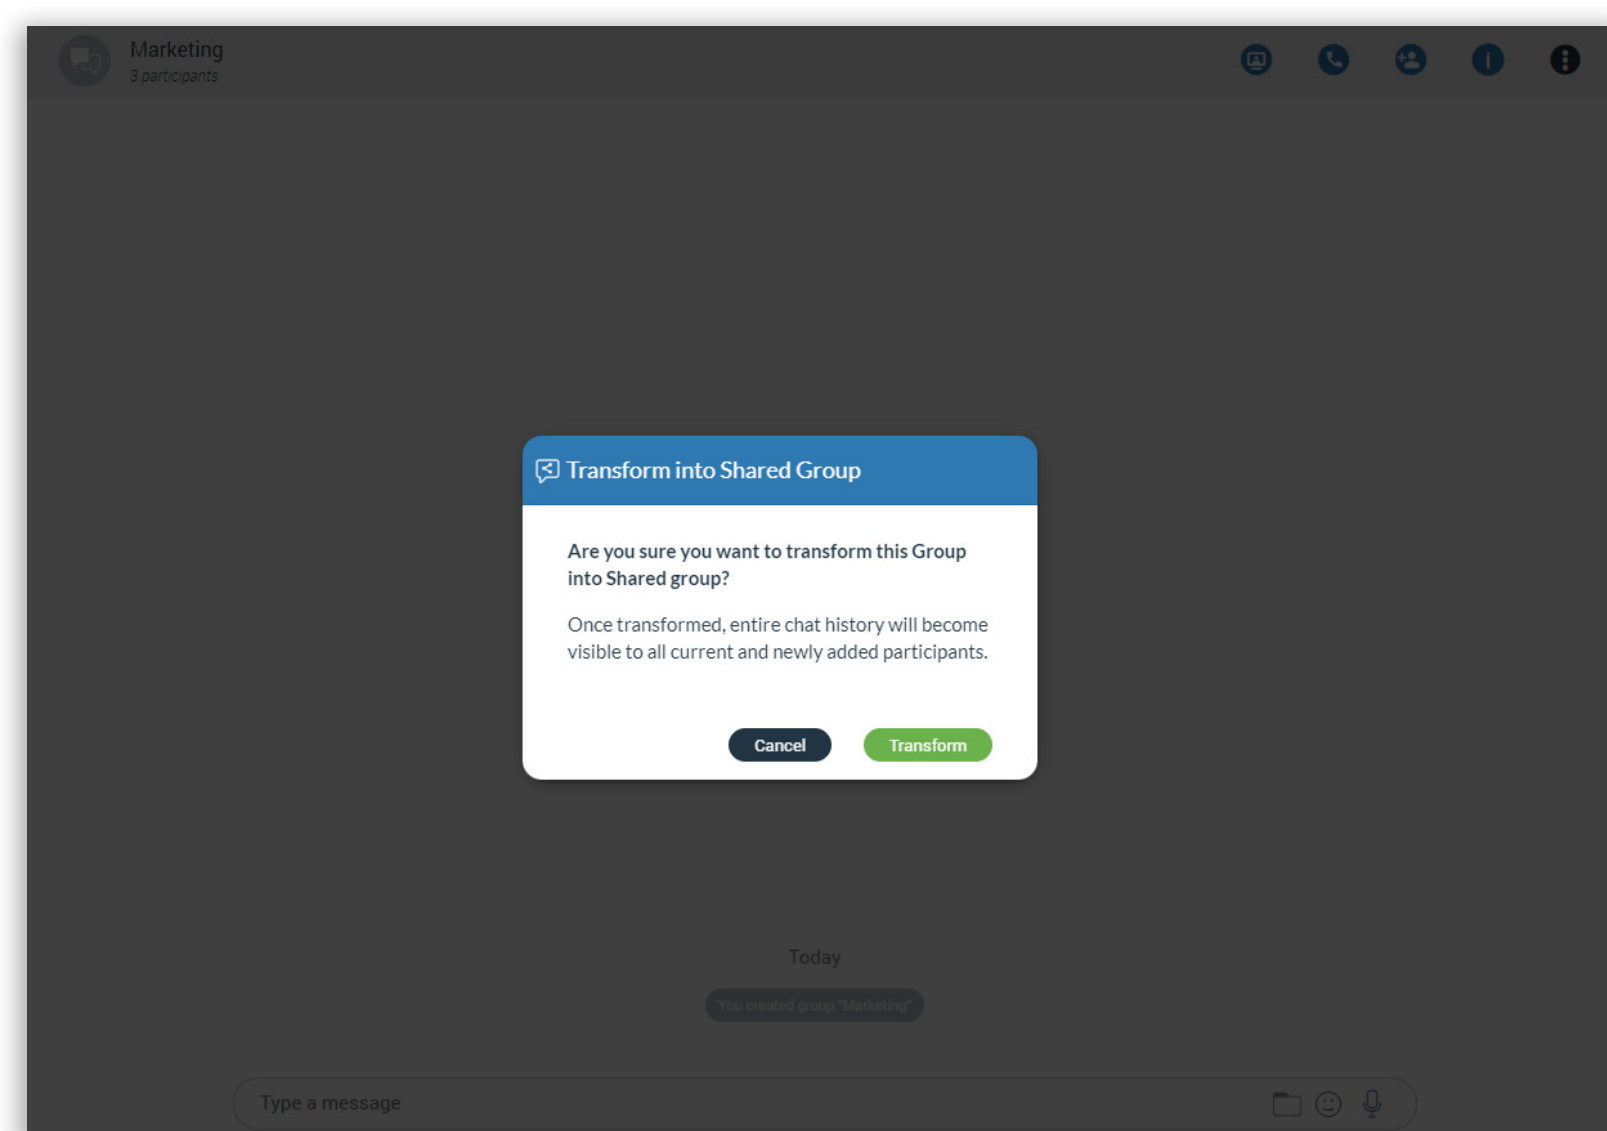 Marketing
3 participants
Transform into Shared Group
Are you sure you want to transform this Group
into Shared group?
Once transformed, entire chat history will become
visible to all current and newly added participants.
Cancel
Transform
Today
You created group "Marketing"
Type a message